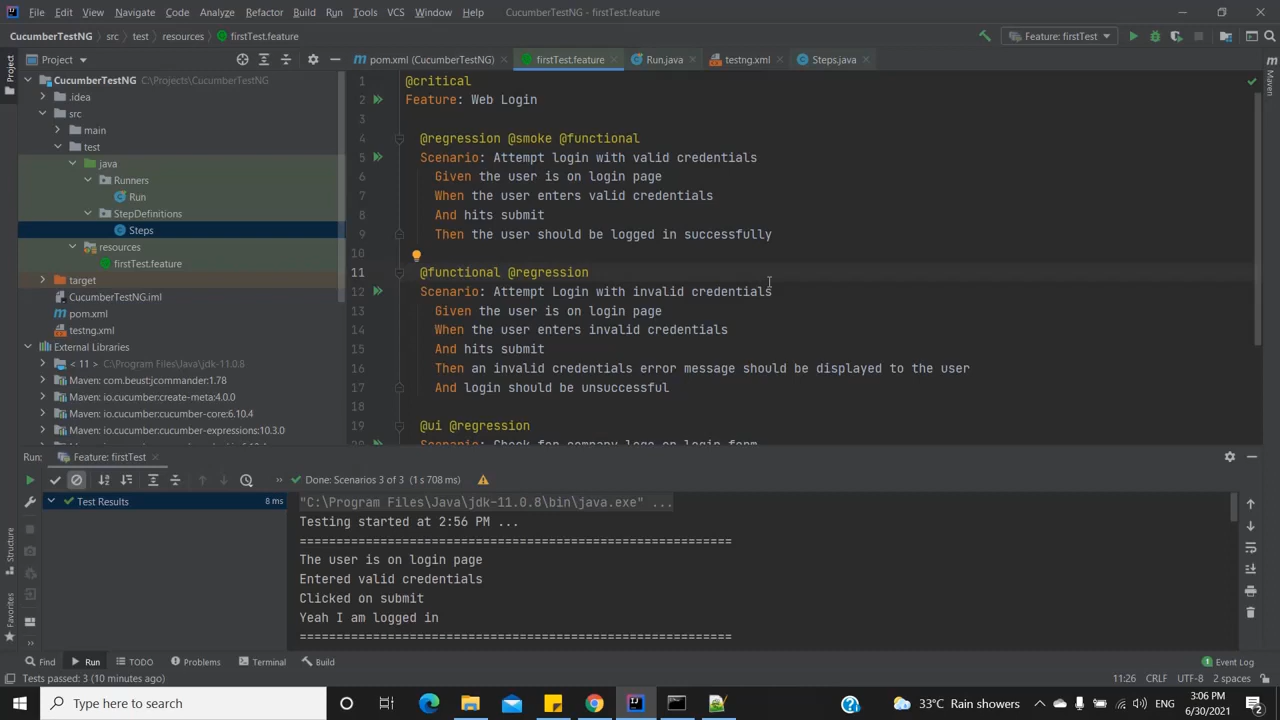 File Edit View Navigate Code Analyze Refactor Build Run Tools VCS Window Help CucumberTestNG - firstTest.feature
CucumberTestNG src test resources firstTest.feature Feature: firstTest
Project pom.xml (CucumberTestNG) firstTest.feature Run.java testng.xml Steps.java
Project
Maven
CucumberTestNG C:\Projects\CucumberTestNG
.idea
src
main
test
java
Runners
Run
StepDefinitions
Steps
resources
firstTest.feature
target
CucumberTestNG.iml
pom.xml
testng.xml
External Libraries
< 11 > C:\Program Files\Java\jdk-11.0.8
Maven: com.beust:jcommander:1.78
Maven: io.cucumber:create-meta:4.0.0
Maven: io.cucumber:cucumber-core:6.10.4
Maven: io.cucumber:cucumber-expressions:10.3.0
1 @critical
2 Feature: Web Login
3
4 @regression @smoke @functional
5 Scenario: Attempt login with valid credentials
6 Given the user is on login page
7 When the user enters valid credentials
8 And hits submit
9 Then the user should be logged in successfully
10
11 @functional @regression
12 Scenario: Attempt Login with invalid credentials
13 Given the user is on login page
14 When the user enters invalid credentials
15 And hits submit
16 Then an invalid credentials error message should be displayed to the user
17 And login should be unsuccessful
18
19 @ui @regression
Scenario: Check for company logo on login form
Run: Feature: firstTest
Done: Scenarios 3 of 3 (1 s 708 ms)
Test Results 8 ms
"C:\Program Files\Java\jdk-11.0.8\bin\java.exe" ...
Testing started at 2:56 PM ...
===========================================================
The user is on login page
Entered valid credentials
Clicked on submit
Yeah I am logged in
===========================================================
Structure
Favorites
Find Run TODO Problems Terminal Build Event Log
Tests passed: 3 (10 minutes ago) 11:26 CRLF UTF-8 2 spaces
Type here to search 33°C Rain showers 3:06 PM
6/30/2021 2